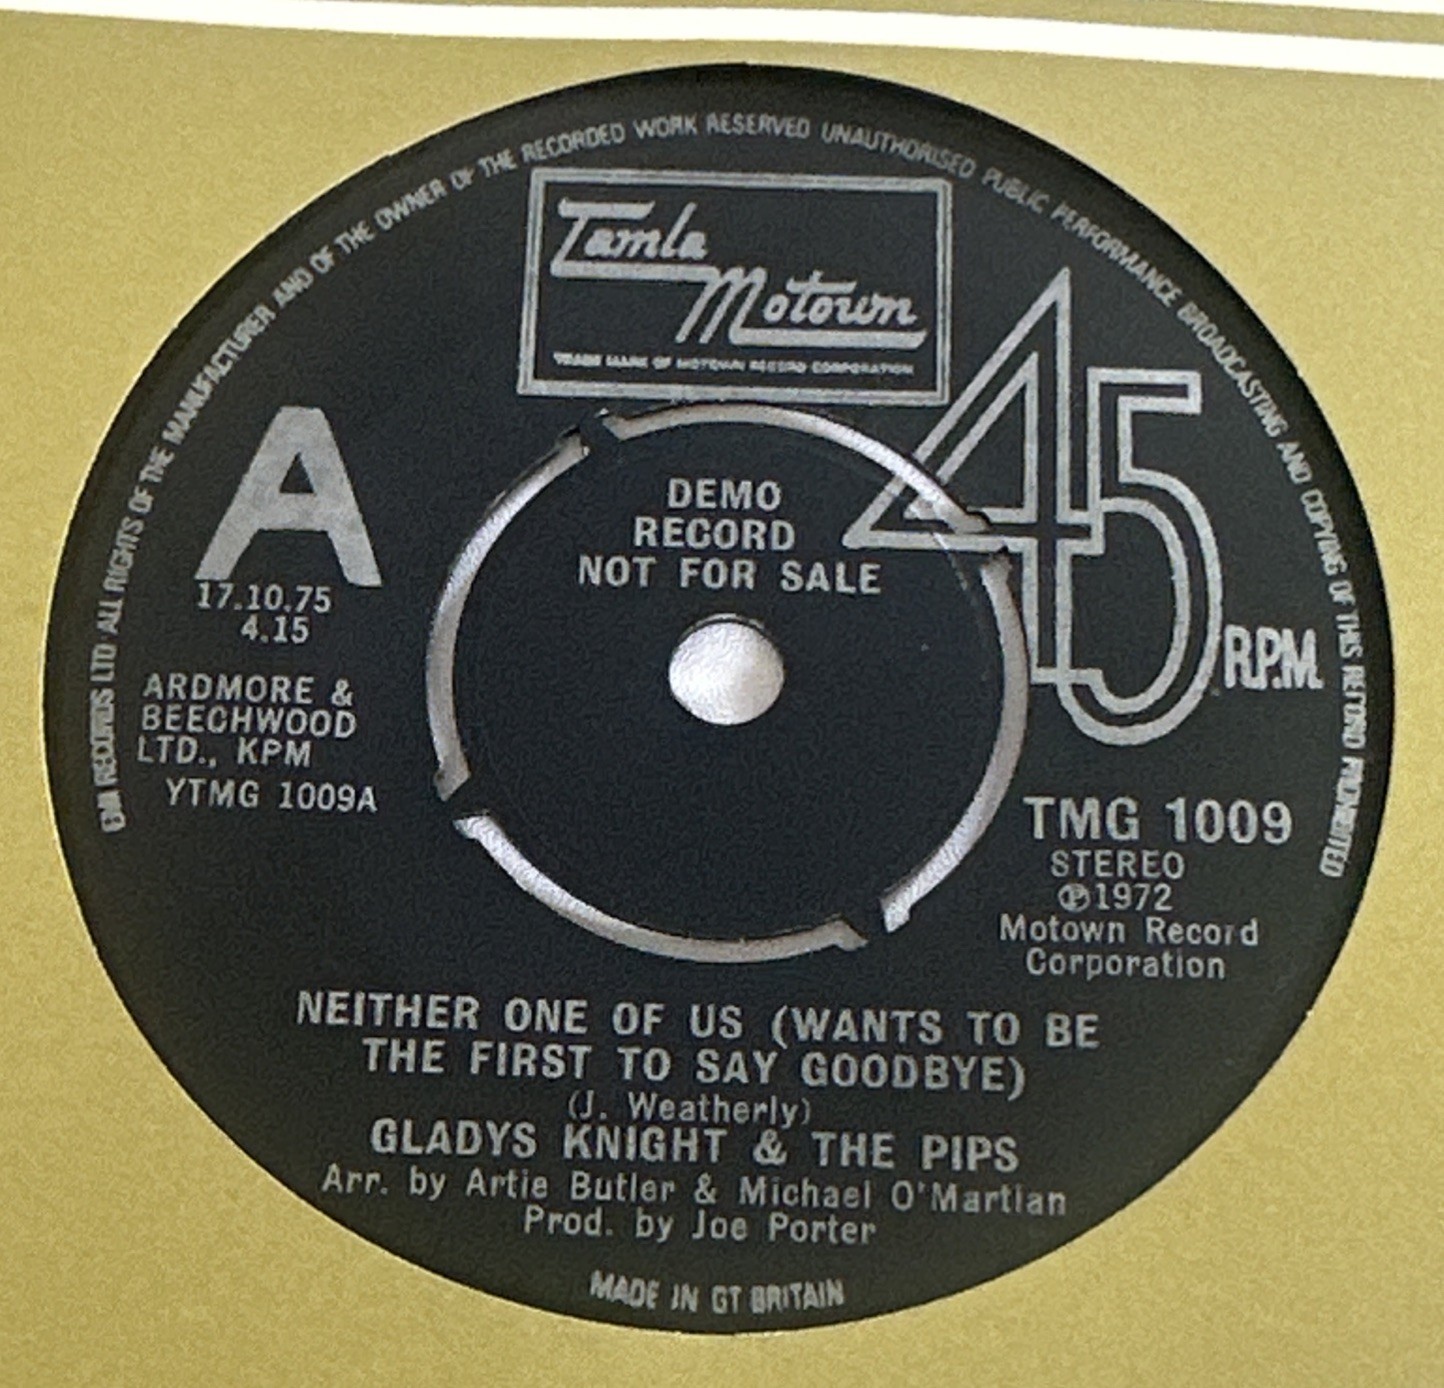 EMI RECORDS LTD ALL RIGHTS OF THE MANUFACTURER AND OF THE OWNER OF THE RECORDED WORK RESERVED UNAUTHORISED PUBLIC PERFORMANCE BROADCASTING AND COPYING OF THIS RECORD PROHIBITED
Tamla
Motown
TRADE MARK OF MOTOWN RECORD CORPORATION
45
R.P.M.
A
17.10.75
4.15
ARDMORE &
BEECHWOOD
LTD., KPM
YTMG 1009A
DEMO
RECORD
NOT FOR SALE
TMG 1009
STEREO
℗1972
Motown Record
Corporation
NEITHER ONE OF US (WANTS TO BE
THE FIRST TO SAY GOODBYE)
(J. Weatherly)
GLADYS KNIGHT & THE PIPS
Arr. by Artie Butler & Michael O'Martian
Prod. by Joe Porter
MADE IN GT BRITAIN